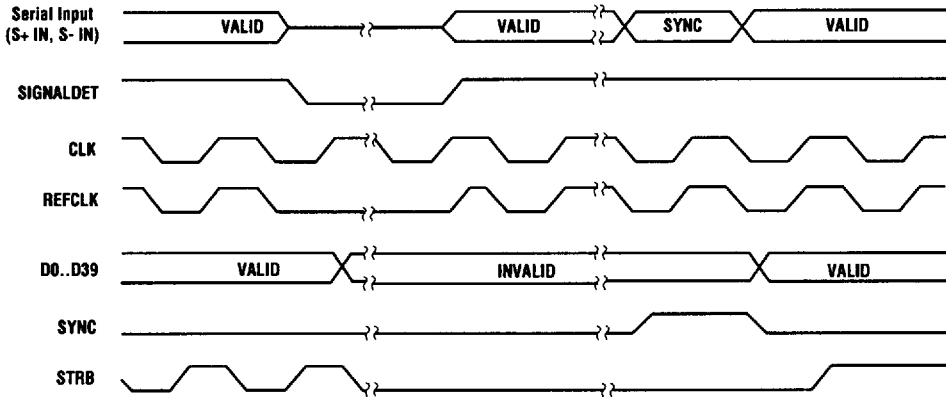 Serial Input
(S+ IN, S- IN)
VALID VALID SYNC VALID
SIGNALDET
CLK
REFCLK
D0..D39
VALID INVALID VALID
SYNC
STRB